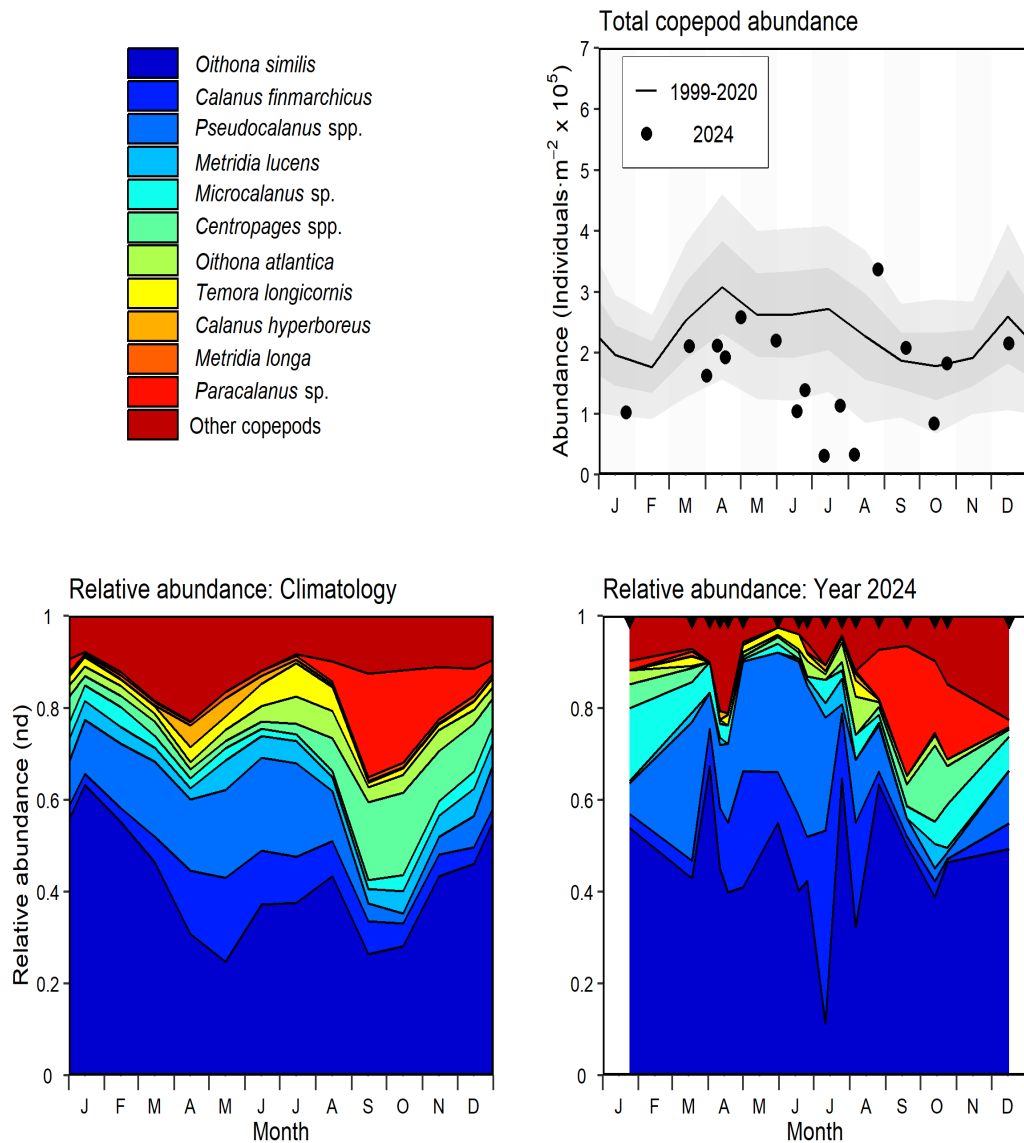 Oithona similis
Calanus finmarchicus
Pseudocalanus spp.
Metridia lucens
Microcalanus sp.
Centropages spp.
Oithona atlantica
Temora longicornis
Calanus hyperboreus
Metridia longa
Paracalanus sp.
Other copepods
Total copepod abundance
Abundance (Individuals·m⁻² x 10⁵)
7
6
5
4
3
2
1
0
1999-2020
2024
J F M A M J J A S O N D
Relative abundance: Climatology
Relative abundance (nd)
1
0.8
0.6
0.4
0.2
0
J F M A M J J A S O N D
Month
Relative abundance: Year 2024
1
0.8
0.6
0.4
0.2
0
J F M A M J J A S O N D
Month